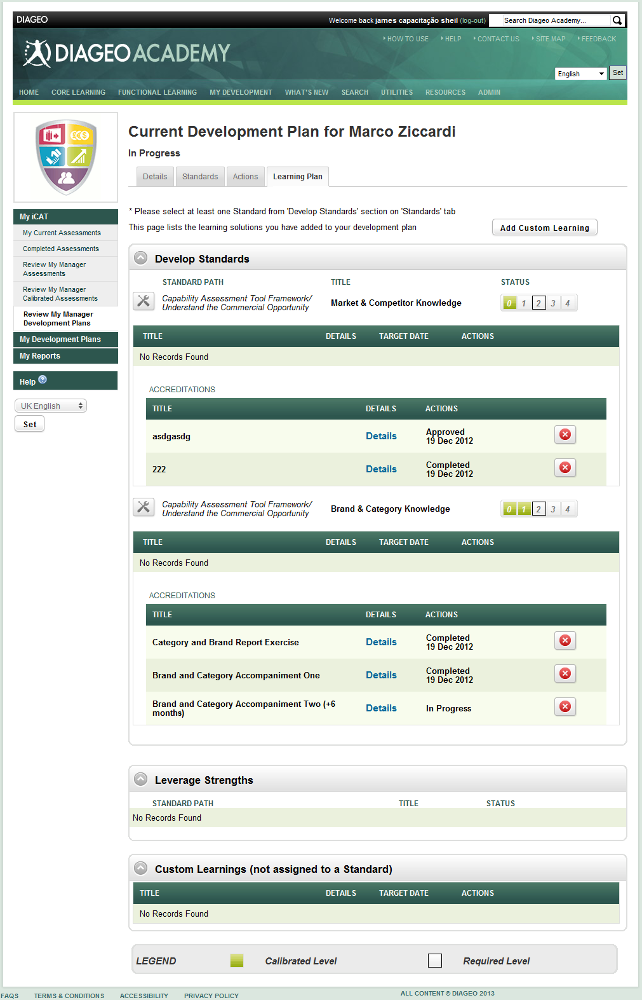 DIAGEO
Welcome back james capacitação sheil (log-out)
Search Diageo Academy...
HOW TO USE HELP CONTACT US SITE MAP FEEDBACK
DIAGEO ACADEMY
English Set
HOME CORE LEARNING FUNCTIONAL LEARNING MY DEVELOPMENT WHAT'S NEW SEARCH UTILITIES RESOURCES ADMIN
Current Development Plan for Marco Ziccardi
In Progress
Details Standards Actions Learning Plan
My iCAT
My Current Assessments
Completed Assessments
Review My Manager
Assessments
Review My Manager
Calibrated Assessments
Review My Manager
Development Plans
My Development Plans
My Reports
Help ?
UK English
Set
* Please select at least one Standard from 'Develop Standards' section on 'Standards' tab
This page lists the learning solutions you have added to your development plan
Add Custom Learning
Develop Standards
STANDARD PATH TITLE STATUS
Capability Assessment Tool Framework/
Understand the Commercial Opportunity
Market & Competitor Knowledge
0 1 2 3 4
TITLE DETAILS TARGET DATE ACTIONS
No Records Found
ACCREDITATIONS
TITLE DETAILS ACTIONS
asdgasdg Details Approved
19 Dec 2012
222 Details Completed
19 Dec 2012
Capability Assessment Tool Framework/
Understand the Commercial Opportunity
Brand & Category Knowledge
0 1 2 3 4
TITLE DETAILS TARGET DATE ACTIONS
No Records Found
ACCREDITATIONS
TITLE DETAILS ACTIONS
Category and Brand Report Exercise Details Completed
19 Dec 2012
Brand and Category Accompaniment One Details Completed
19 Dec 2012
Brand and Category Accompaniment Two (+6
months)
Details In Progress
Leverage Strengths
STANDARD PATH TITLE STATUS
No Records Found
Custom Learnings (not assigned to a Standard)
TITLE DETAILS TARGET DATE ACTIONS
No Records Found
LEGEND Calibrated Level Required Level
FAQS TERMS & CONDITIONS ACCESSIBILITY PRIVACY POLICY
ALL CONTENT © DIAGEO 2013